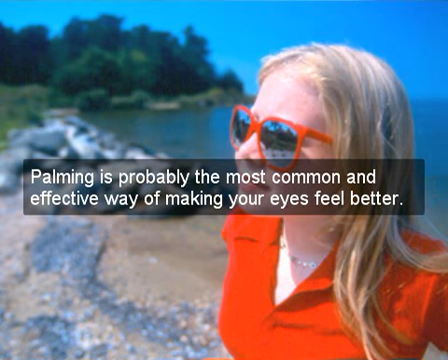 Palming is probably the most common and
effective way of making your eyes feel better.